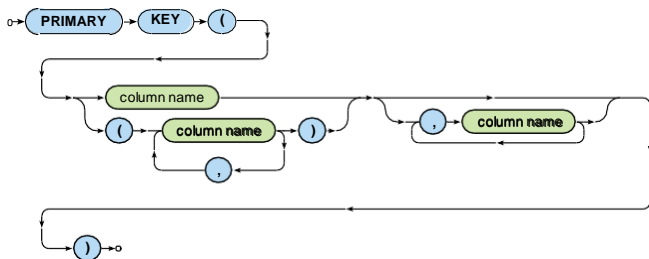 PRIMARY KEY (
column name
( column name )
,
, column name
)